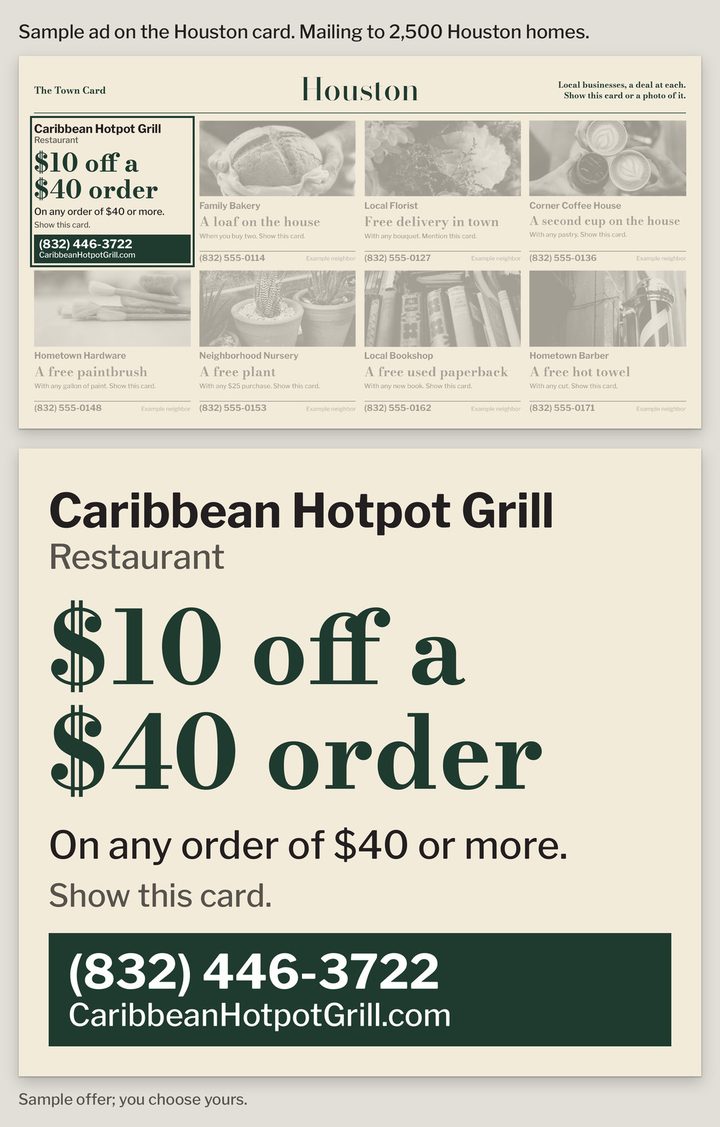 Sample ad on the Houston card. Mailing to 2,500 Houston homes.
The Town Card
Houston
Local businesses, a deal at each.
Show this card or a photo of it.
Caribbean Hotpot Grill
Restaurant
$10 off a
$40 order
On any order of $40 or more.
Show this card.
(832) 446-3722
CaribbeanHotpotGrill.com
Family Bakery
A loaf on the house
When you buy two. Show this card.
(832) 555-0114
Example neighbor
Local Florist
Free delivery in town
With any bouquet. Mention this card.
(832) 555-0127
Example neighbor
Corner Coffee House
A second cup on the house
With any pastry. Show this card.
(832) 555-0136
Example neighbor
Hometown Hardware
A free paintbrush
With any gallon of paint. Show this card.
(832) 555-0148
Example neighbor
Neighborhood Nursery
A free plant
With any $25 purchase. Show this card.
(832) 555-0153
Example neighbor
Local Bookshop
A free used paperback
With any new book. Show this card.
(832) 555-0162
Example neighbor
Hometown Barber
A free hot towel
With any cut. Show this card.
(832) 555-0171
Example neighbor
Caribbean Hotpot Grill
Restaurant
$10 off a
$40 order
On any order of $40 or more.
Show this card.
(832) 446-3722
CaribbeanHotpotGrill.com
Sample offer; you choose yours.